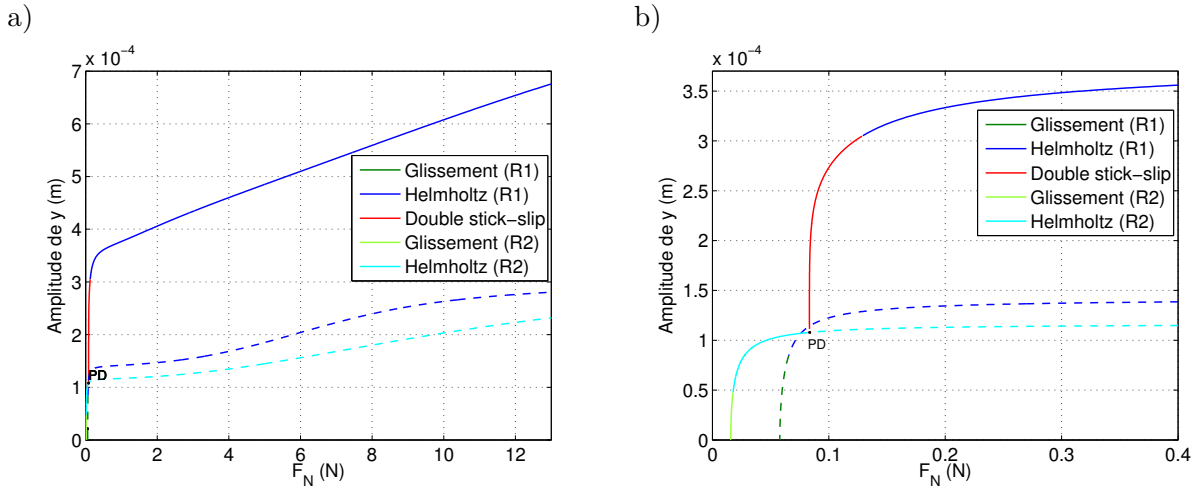 a)
x 10⁻⁴
7
6
5
4
3
2
1
0
Amplitude de y (m)
0 2 4 6 8 10 12
F_N (N)
PD
Glissement (R1)
Helmholtz (R1)
Double stick−slip
Glissement (R2)
Helmholtz (R2)
b)
x 10⁻⁴
3.5
3
2.5
2
1.5
1
0.5
0
Amplitude de y (m)
0 0.1 0.2 0.3 0.4
F_N (N)
PD
Glissement (R1)
Helmholtz (R1)
Double stick−slip
Glissement (R2)
Helmholtz (R2)